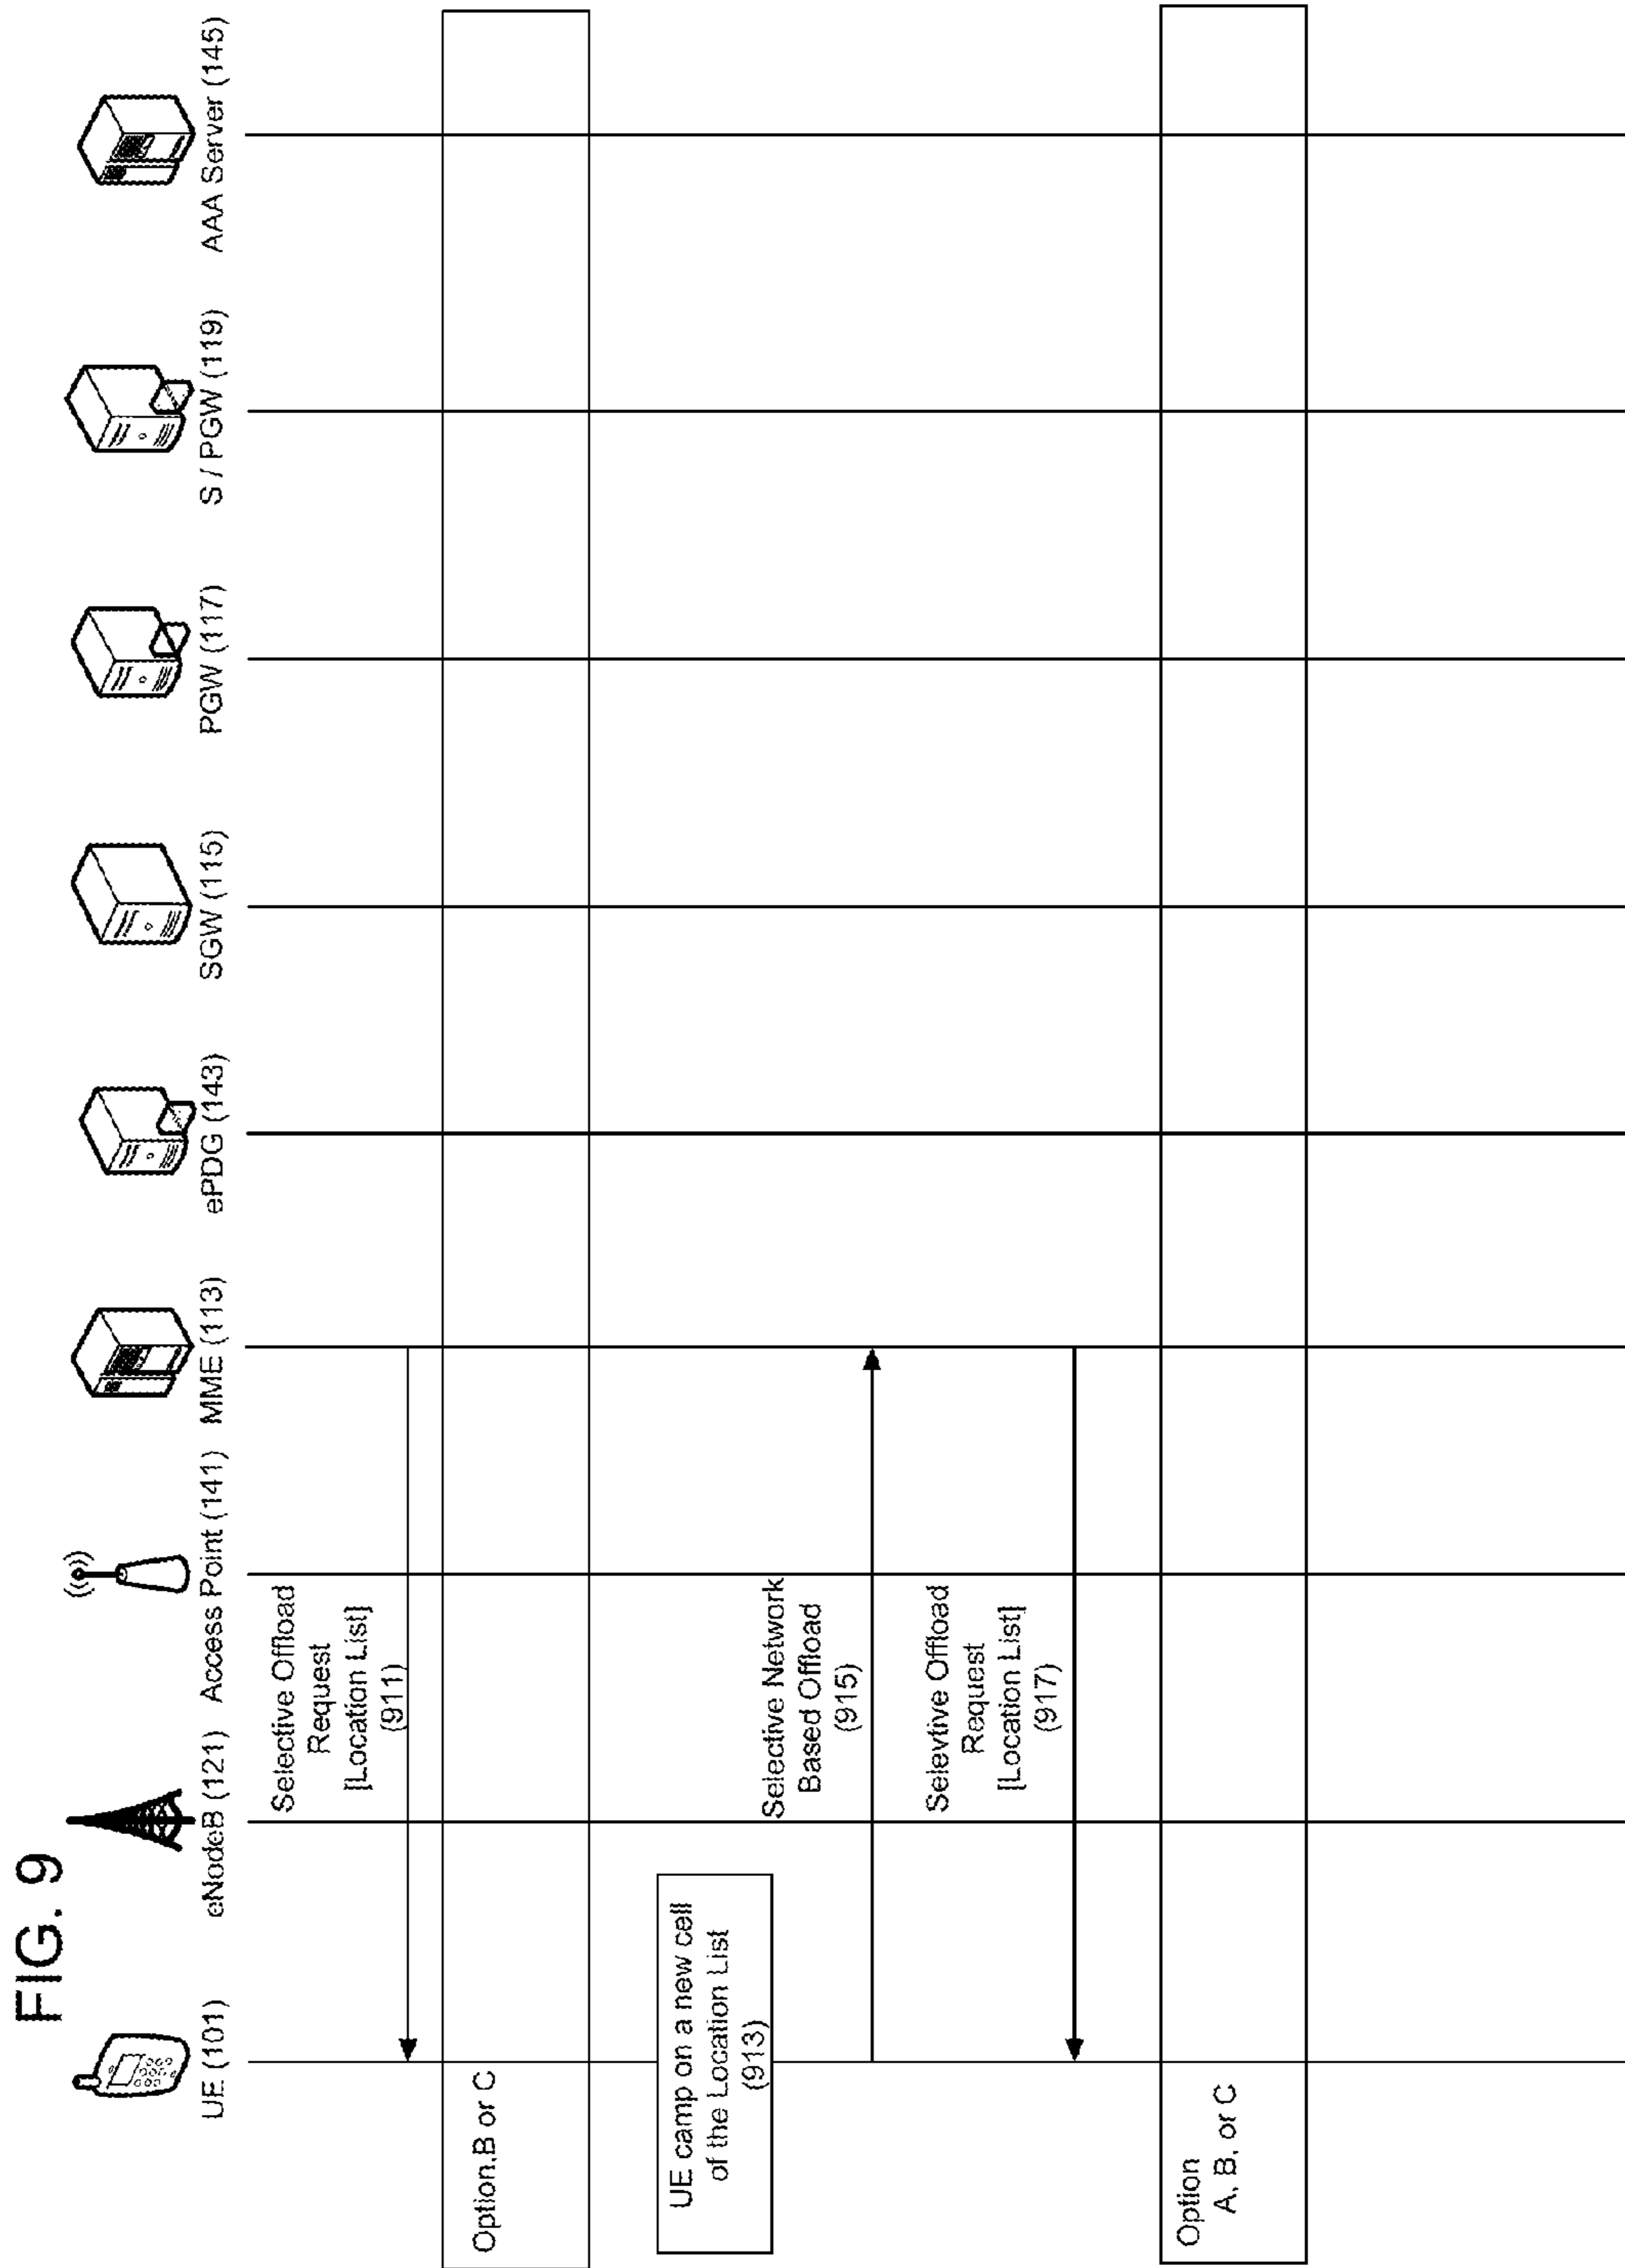 FIG. 9
UE (101)
eNodeB (121)
Access Point (141)
MME (113)
ePDG (143)
SGW (115)
PGW (117)
S / PGW (119)
AAA Server (145)
Selective Offload
Request
[Location List]
(911)
Option.B or C
UE camp on a new cell
of the Location List
(913)
Selective Network
Based Offload
(915)
Selevtive Offload
Request
[Location List]
(917)
Option
A, B, or C